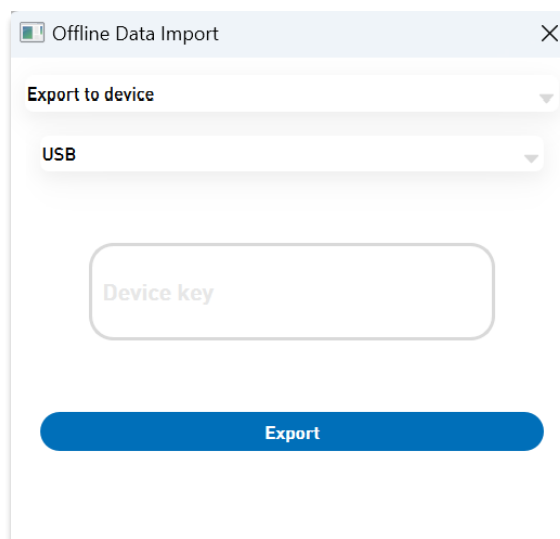 Offline Data Import
Export to device
USB
Device key
Export